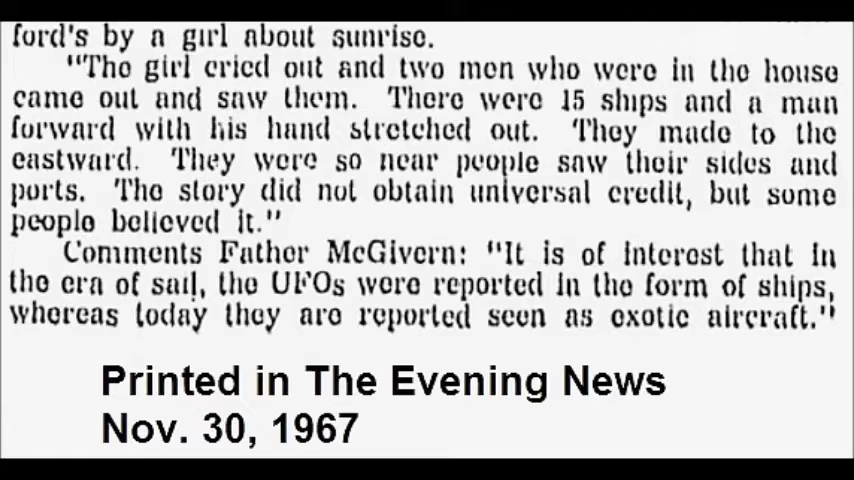 ford's by a girl about sunrise.
"The girl cried out and two men who were in the house
came out and saw them. There were 15 ships and a man
forward with his hand stretched out. They made to the
eastward. They were so near people saw their sides and
ports. The story did not obtain universal credit, but some
people believed it."
Comments Father McGivern: "It is of interest that in
the era of sail, the UFOs were reported in the form of ships,
whereas today they are reported seen as exotic aircraft."
Printed in The Evening News
Nov. 30, 1967